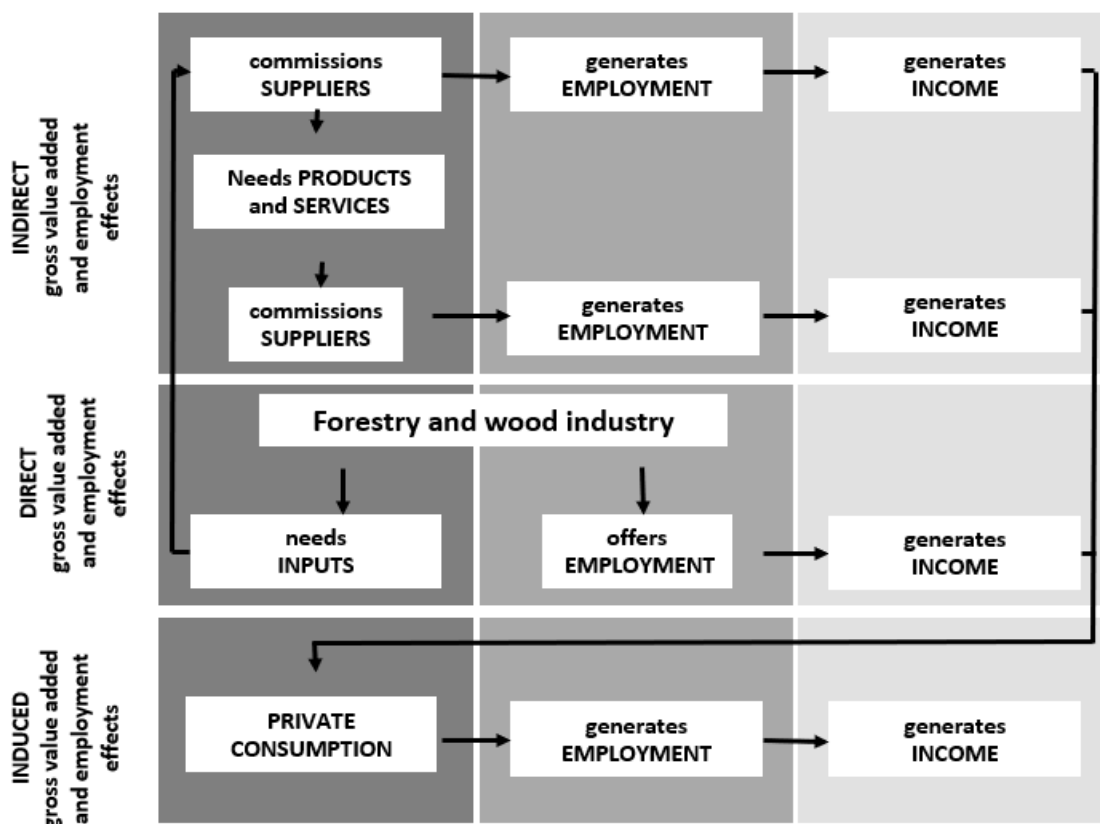 INDIRECT
gross value added
and employment
effects
commissions
SUPPLIERS
generates
EMPLOYMENT
generates
INCOME
Needs PRODUCTS
and SERVICES
commissions
SUPPLIERS
generates
EMPLOYMENT
generates
INCOME
DIRECT
gross value added
and employment
effects
Forestry and wood industry
needs
INPUTS
offers
EMPLOYMENT
generates
INCOME
INDUCED
gross value added
and employment
effects
PRIVATE
CONSUMPTION
generates
EMPLOYMENT
generates
INCOME